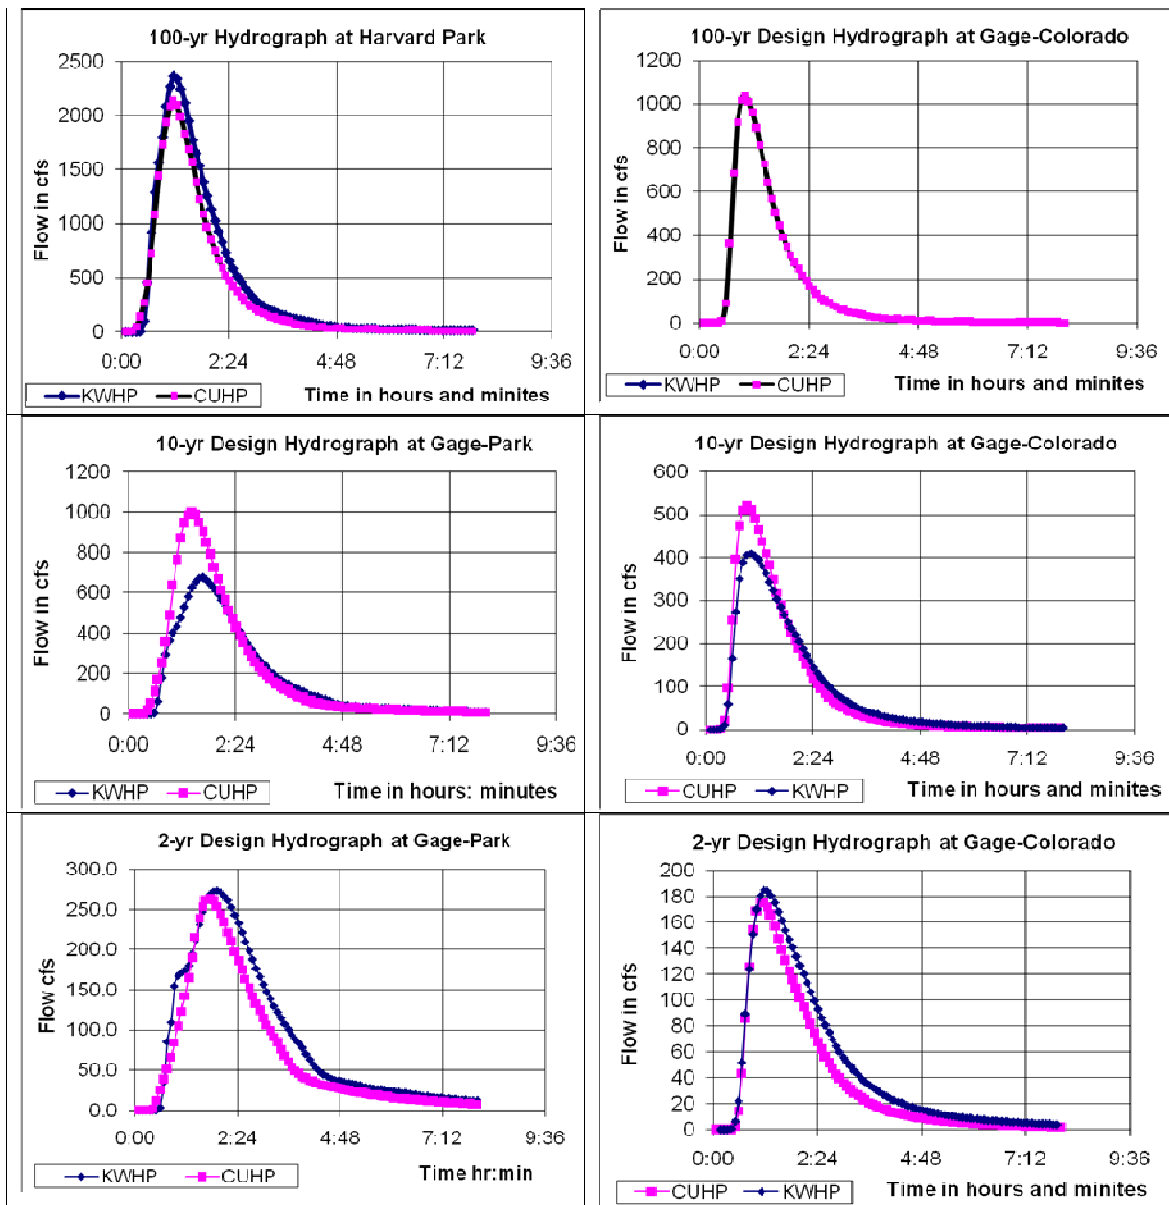 100-yr Hydrograph at Harvard Park
2500
2000
1500
1000
500
0
Flow in cfs
0:00 2:24 4:48 7:12 9:36
KWHP CUHP Time in hours and minites
100-yr Design Hydrograph at Gage-Colorado
1200
1000
800
600
400
200
0
Flow in cfs
0:00 2:24 4:48 7:12 9:36
KWHP CUHP Time in hours and minites
10-yr Design Hydrograph at Gage-Park
1200
1000
800
600
400
200
0
Flow in cfs
0:00 2:24 4:48 7:12 9:36
KWHP CUHP Time in hours: minutes
10-yr Design Hydrograph at Gage-Colorado
600
500
400
300
200
100
0
Flow in cfs
0:00 2:24 4:48 7:12 9:36
CUHP KWHP Time in hours and minites
2-yr Design Hydrograph at Gage-Park
300.0
250.0
200.0
150.0
100.0
50.0
0.0
Flow cfs
0:00 2:24 4:48 7:12 9:36
KWHP CUHP Time hr:min
2-yr Design Hydrograph at Gage-Colorado
200
180
160
140
120
100
80
60
40
20
0
Flow in cfs
0:00 2:24 4:48 7:12 9:36
CUHP KWHP Time in hours and minites